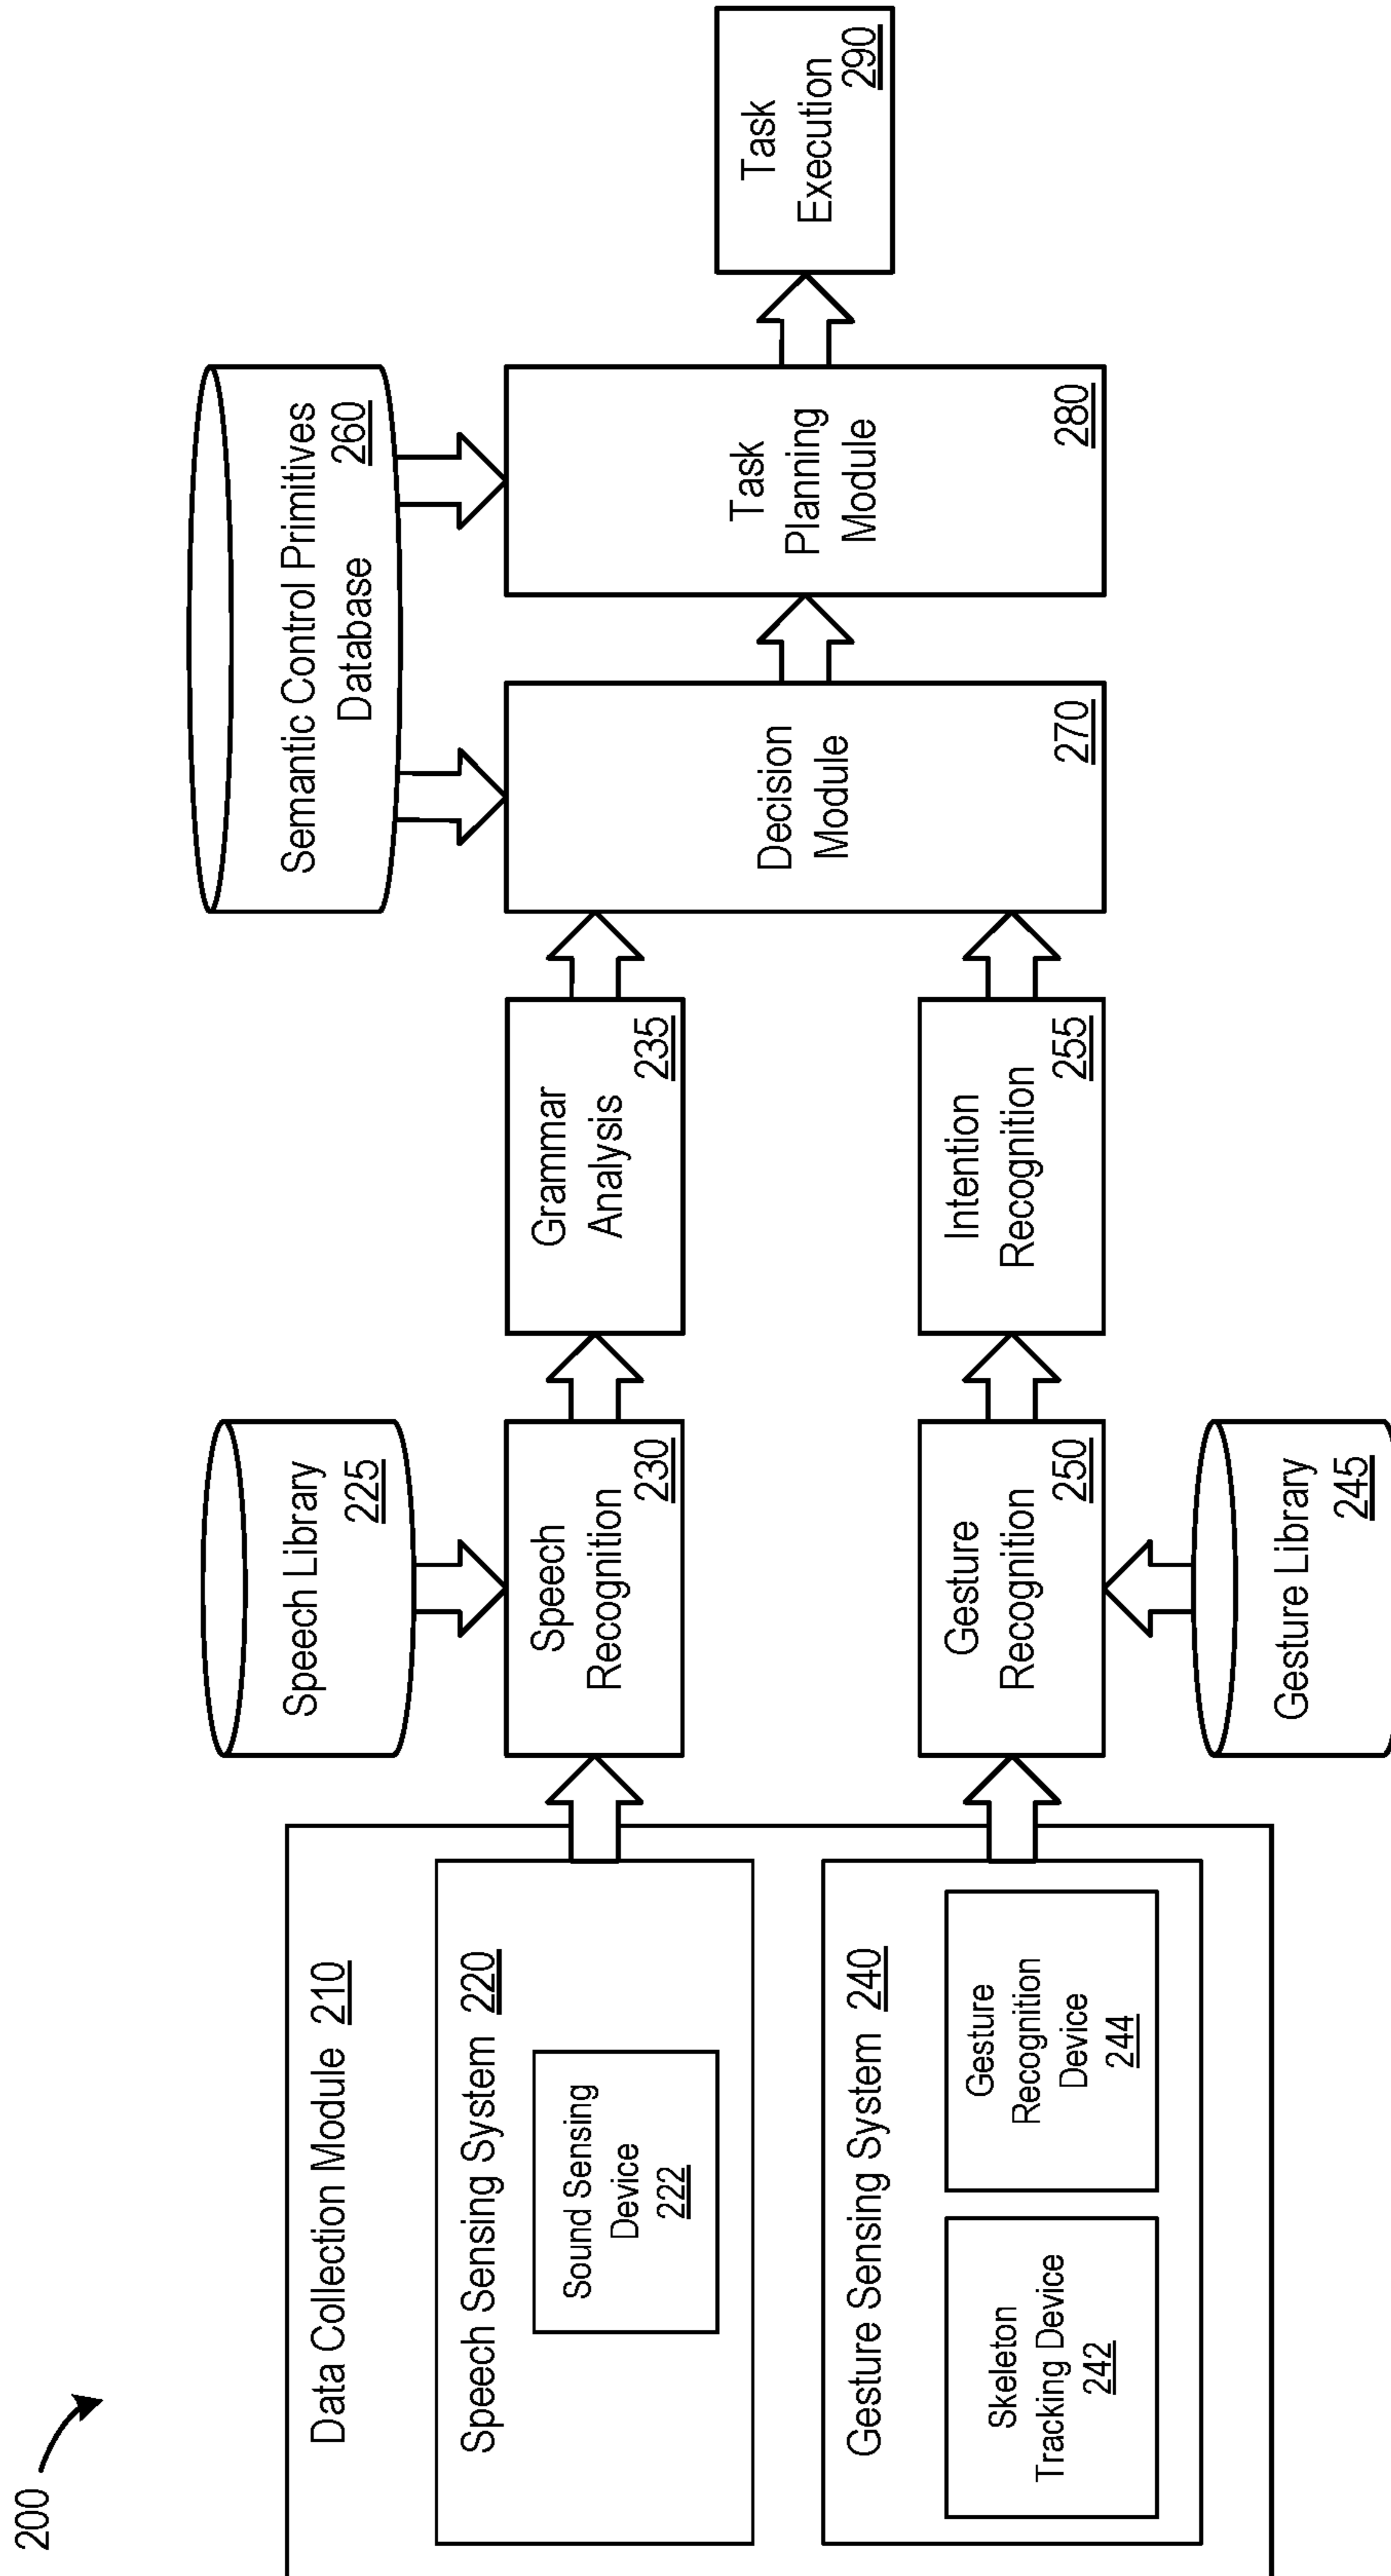 200
Data Collection Module 210
Speech Sensing System 220
Sound Sensing
Device
222
Gesture Sensing System 240
Skeleton
Tracking Device
242
Gesture
Recognition
Device
244
Speech Library
225
Speech
Recognition
230
Gesture
Recognition
250
Gesture Library
245
Grammar
Analysis
235
Intention
Recognition
255
Semantic Control Primitives
Database
260
Decision
Module
270
Task
Planning
Module
280
Task
Execution
290